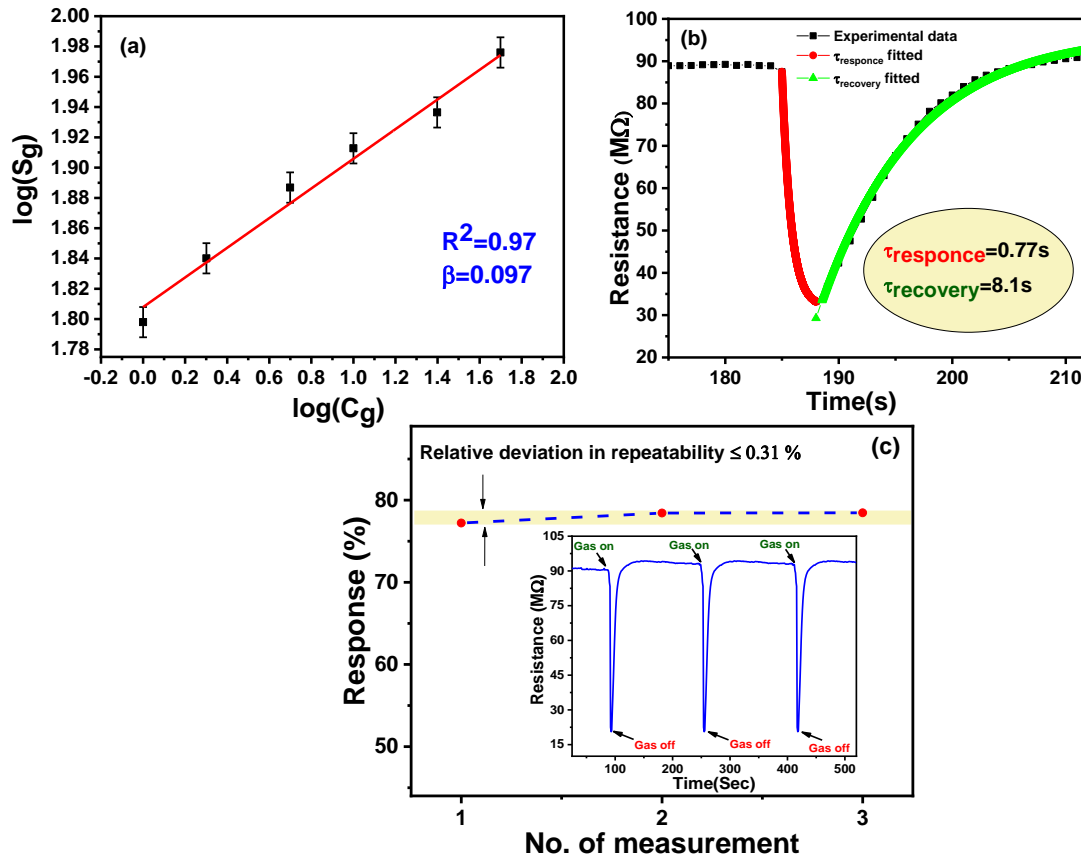 (a)
2.00
1.98
1.96
1.94
1.92
1.90
1.88
1.86
1.84
1.82
1.80
1.78
log(Sg)
R2=0.97
β=0.097
-0.2 0.0 0.2 0.4 0.6 0.8 1.0 1.2 1.4 1.6 1.8 2.0
log(Cg)
(b)
Experimental data
τresponce fitted
τrecovery fitted
100
90
80
70
60
50
40
30
20
Resistance (MΩ)
τresponce=0.77s
τrecovery=8.1s
180 190 200 210
Time(s)
(c)
Relative deviation in repeatability ≤ 0.31 %
80
70
60
50
Response (%)
Gas on Gas on Gas on
105
90
75
60
45
30
15
Resistance (MΩ)
Gas off Gas off Gas off
100 200 300 400 500
Time(Sec)
1 2 3
No. of measurement